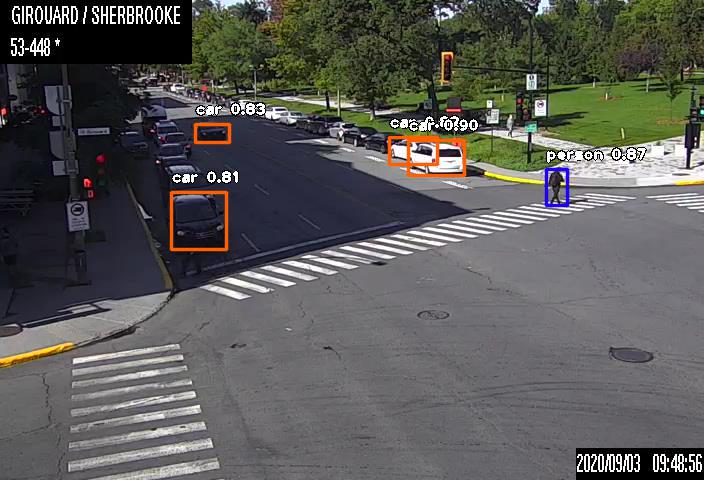 GIROUARD / SHERBROOKE
53-448 *
car 0.83
car 0.90
person 0.87
car 0.81
2020/09/03 09:48:56